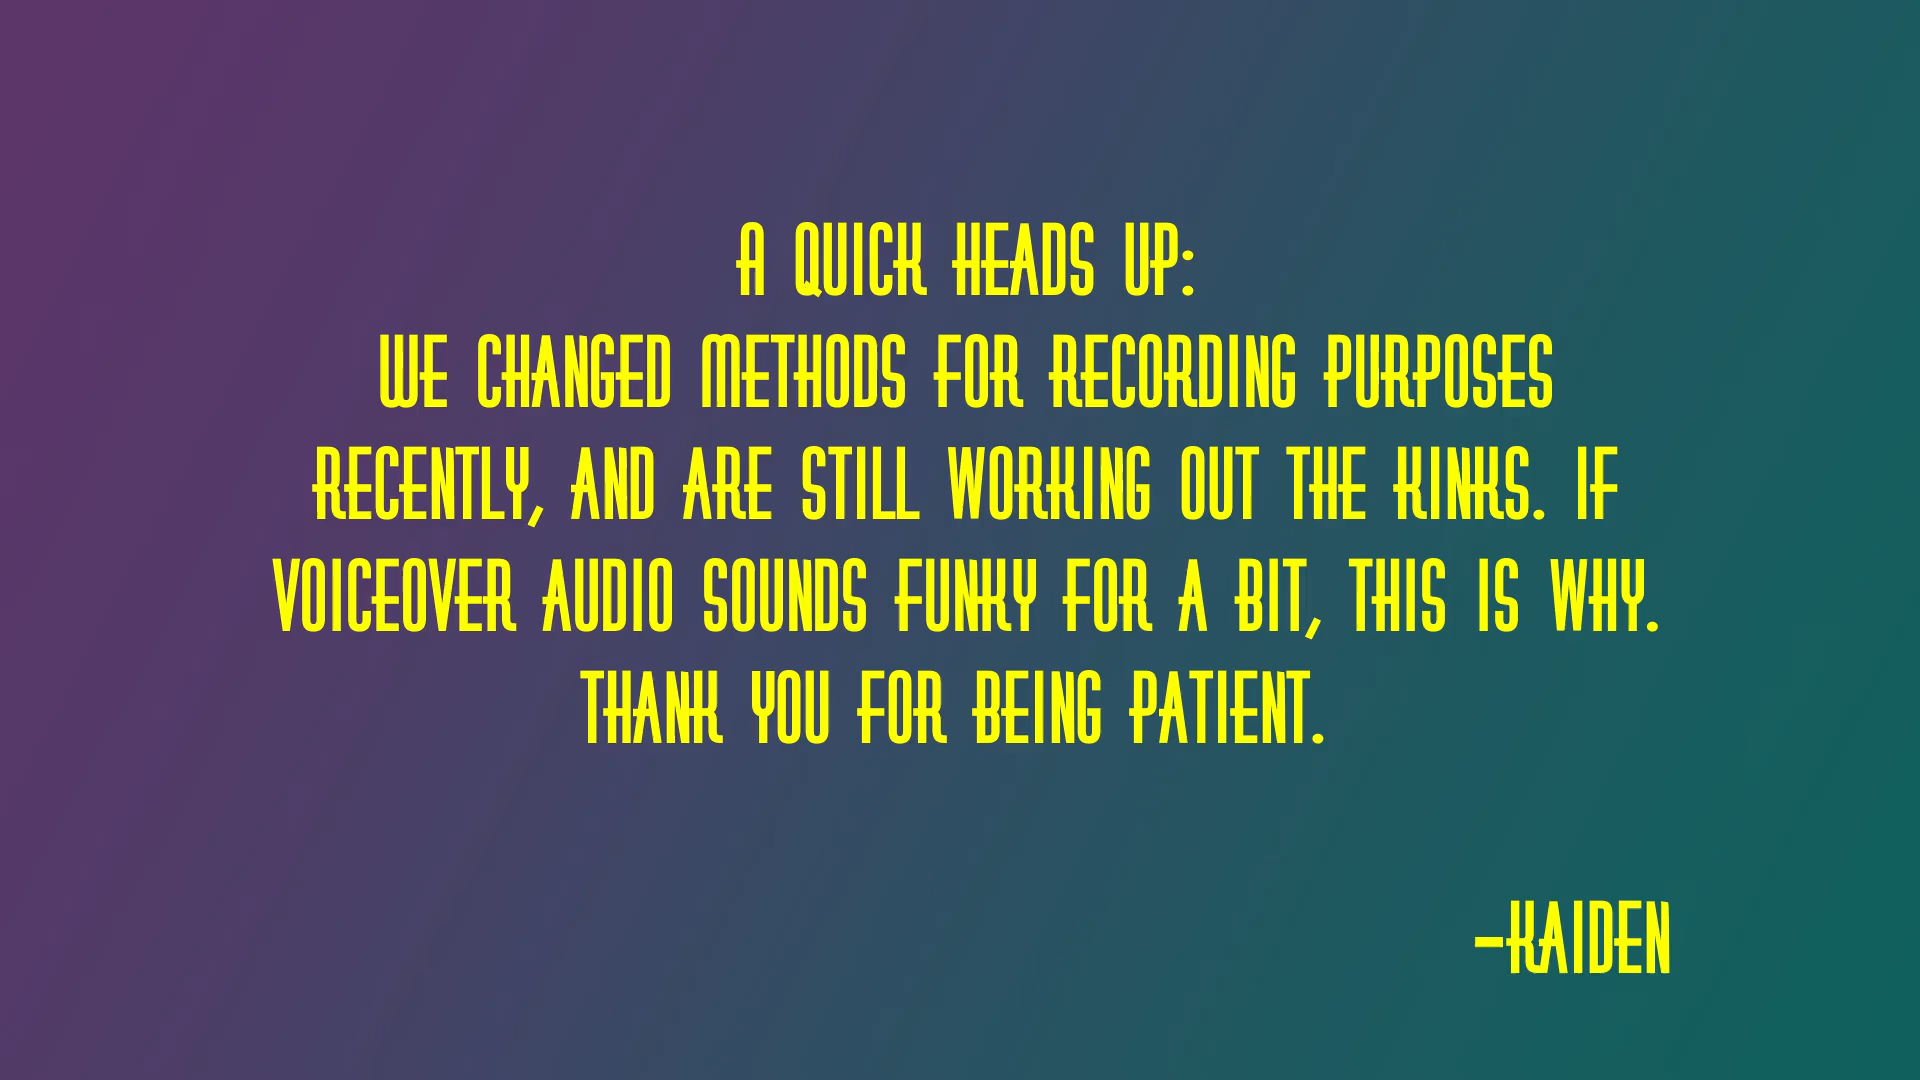 A QUICK HEADS UP:
WE CHANGED METHODS FOR RECORDING PURPOSES
RECENTLY, AND ARE STILL WORKING OUT THE KINKS. IF
VOICEOVER AUDIO SOUNDS FUNKY FOR A BIT, THIS IS WHY.
THANK YOU FOR BEING PATIENT.
-KAIDEN